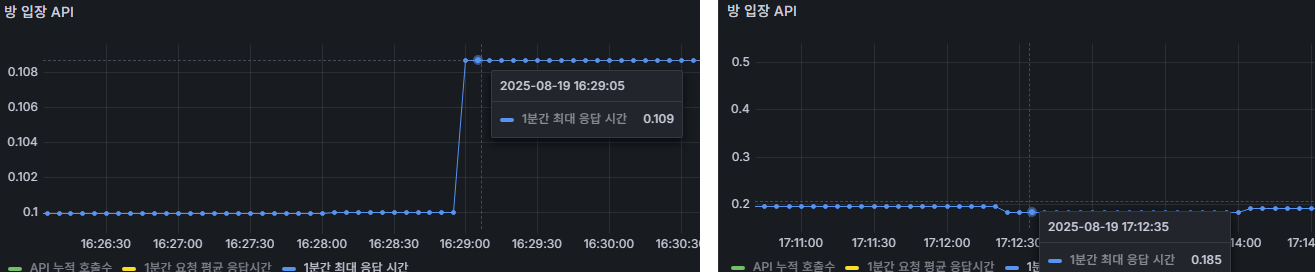 방 입장 API
0.108
0.106
0.104
0.102
0.1
2025-08-19 16:29:05
1분간 최대 응답 시간 0.109
16:26:30 16:27:00 16:27:30 16:28:00 16:28:30 16:29:00 16:29:30 16:30:00 16:30:30
API 누적 호출수 1분간 요청 평균 응답시간 1분간 최대 응답 시간
방 입장 API
0.5
0.4
0.3
0.2
2025-08-19 17:12:35
1분간 최대 응답 시간 0.185
17:11:00 17:11:30 17:12:00 17:12:30 14:00 17:14
API 누적 호출수 1분간 요청 평균 응답시간